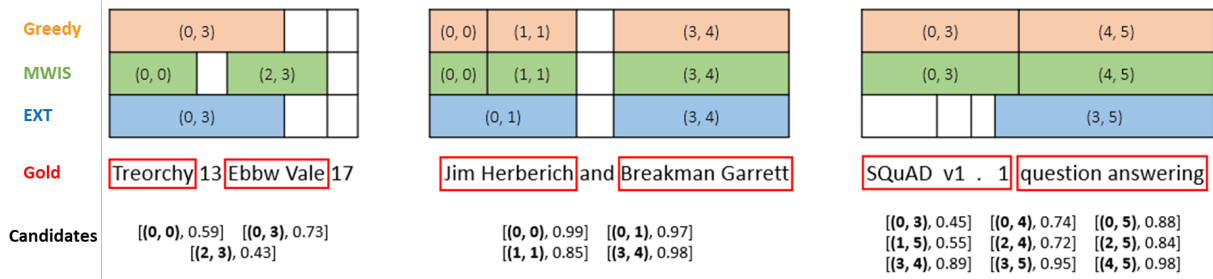 Greedy (0, 3) (0, 0) (1, 1) (3, 4) (0, 3) (4, 5)
MWIS (0, 0) (2, 3) (0, 0) (1, 1) (3, 4) (0, 3) (4, 5)
EXT (0, 3) (0, 1) (3, 4) (3, 5)
Gold Treorchy 13 Ebbw Vale 17 Jim Herberich and Breakman Garrett SQuAD v1 . 1 question answering
Candidates
[(0, 0), 0.59] [(0, 3), 0.73]
[(2, 3), 0.43]
[(0, 0), 0.99] [(0, 1), 0.97]
[(1, 1), 0.85] [(3, 4), 0.98]
[(0, 3), 0.45] [(0, 4), 0.74] [(0, 5), 0.88]
[(1, 5), 0.55] [(2, 4), 0.72] [(2, 5), 0.84]
[(3, 4), 0.89] [(3, 5), 0.95] [(4, 5), 0.98]